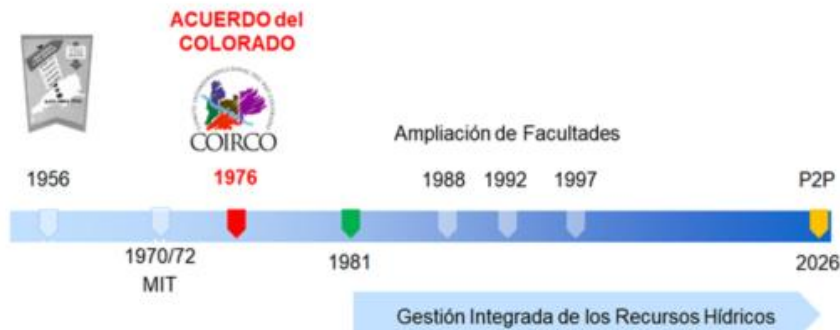 ACUERDO del
COLORADO
COIRCO
Ampliación de Facultades
1956
1976
1988
1992
1997
P2P
1970/72
MIT
1981
2026
Gestión Integrada de los Recursos Hídricos